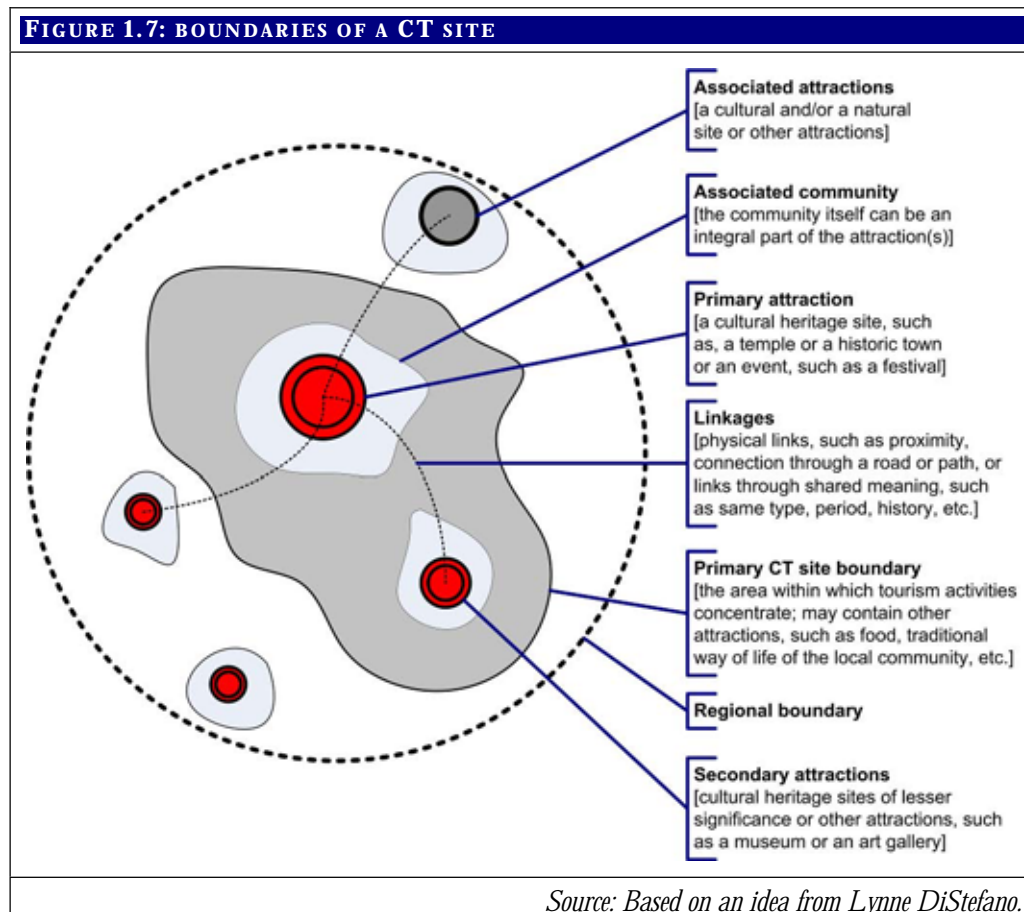 FIGURE 1.7: BOUNDARIES OF A CT SITE
Associated attractions
[a cultural and/or a natural
site or other attractions]
Associated community
[the community itself can be an
integral part of the attraction(s)]
Primary attraction
[a cultural heritage site, such
as, a temple or a historic town
or an event, such as a festival]
Linkages
[physical links, such as proximity,
connection through a road or path, or
links through shared meaning, such
as same type, period, history, etc.]
Primary CT site boundary
[the area within which tourism activities
concentrate; may contain other
attractions, such as food, traditional
way of life of the local community, etc.]
Regional boundary
Secondary attractions
[cultural heritage sites of lesser
significance or other attractions, such
as a museum or an art gallery]
Source: Based on an idea from Lynne DiStefano.